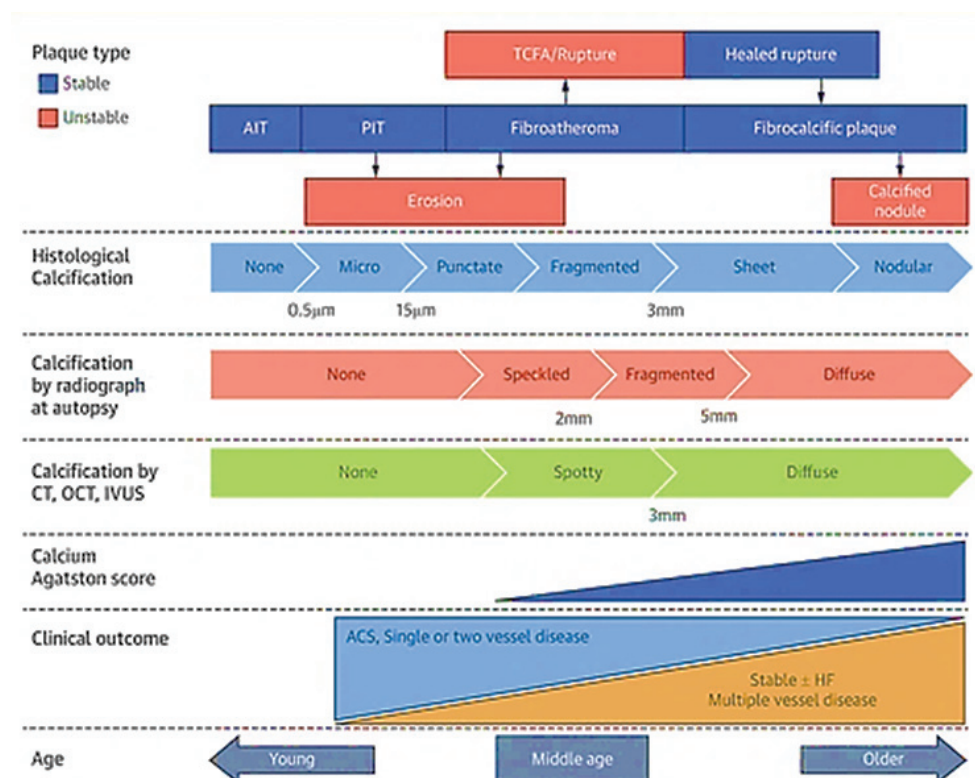 Plaque type
Stable
Unstable
TCFA/Rupture
Healed rupture
AIT
PIT
Fibroatheroma
Fibrocalcific plaque
Erosion
Calcified
nodule
Histological
Calcification
None
Micro
Punctate
Fragmented
Sheet
Nodular
0.5μm
15μm
3mm
Calcification
by radiograph
at autopsy
None
Speckled
Fragmented
Diffuse
2mm
5mm
Calcification by
CT, OCT, IVUS
None
Spotty
Diffuse
3mm
Calcium
Agatston score
Clinical outcome
ACS, Single or two vessel disease
Stable ± HF
Multiple vessel disease
Age
Young
Middle age
Older